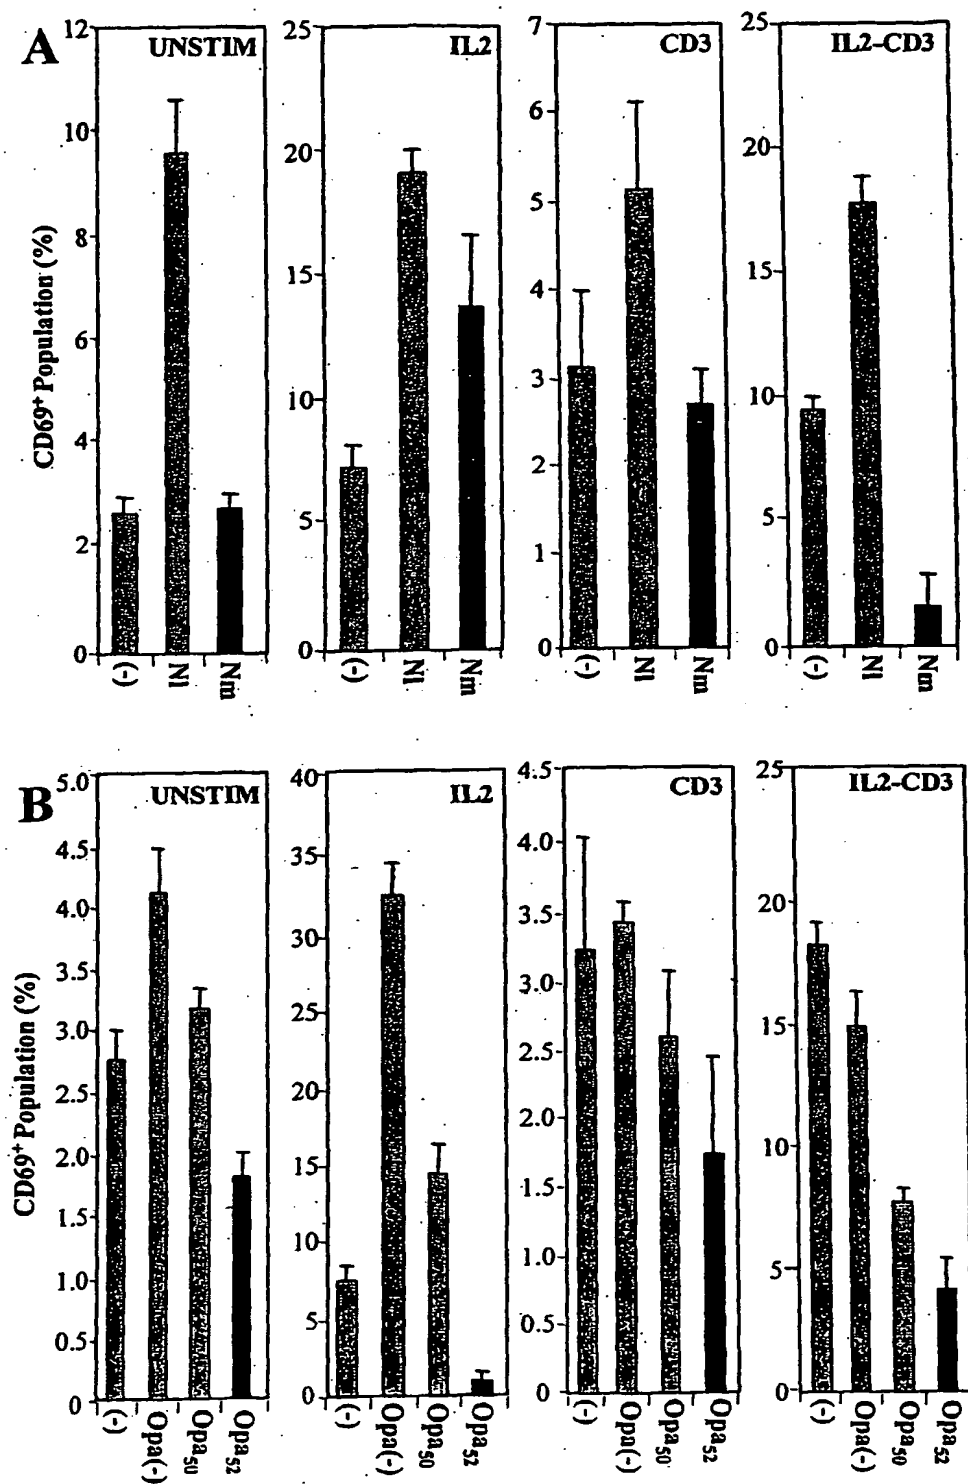 A
UNSTIM
IL2
CD3
IL2-CD3
CD69⁺ Population (%)
12
10
8
6
4
2
0
25
20
15
10
5
0
7
6
5
4
3
2
1
0
25
20
15
10
5
0
(-)
Nl
Nm
(-)
Nl
Nm
(-)
Nl
Nm
(-)
Nl
Nm
B
UNSTIM
IL2
CD3
IL2-CD3
CD69⁺ Population (%)
5.0
4.5
4.0
3.5
3.0
2.5
2.0
1.5
1.0
0.5
0
40
35
30
25
20
15
10
5
0
4.5
4.0
3.5
3.0
2.5
2.0
1.5
1.0
0.5
0
25
20
15
10
5
0
(-)
Opa(-)
Opa₅₀
Opa₅₂
(-)
Opa(-)
Opa₅₀
Opa₅₂
(-)
Opa(-)
Opa₅₀
Opa₅₂
(-)
Opa(-)
Opa₅₀
Opa₅₂